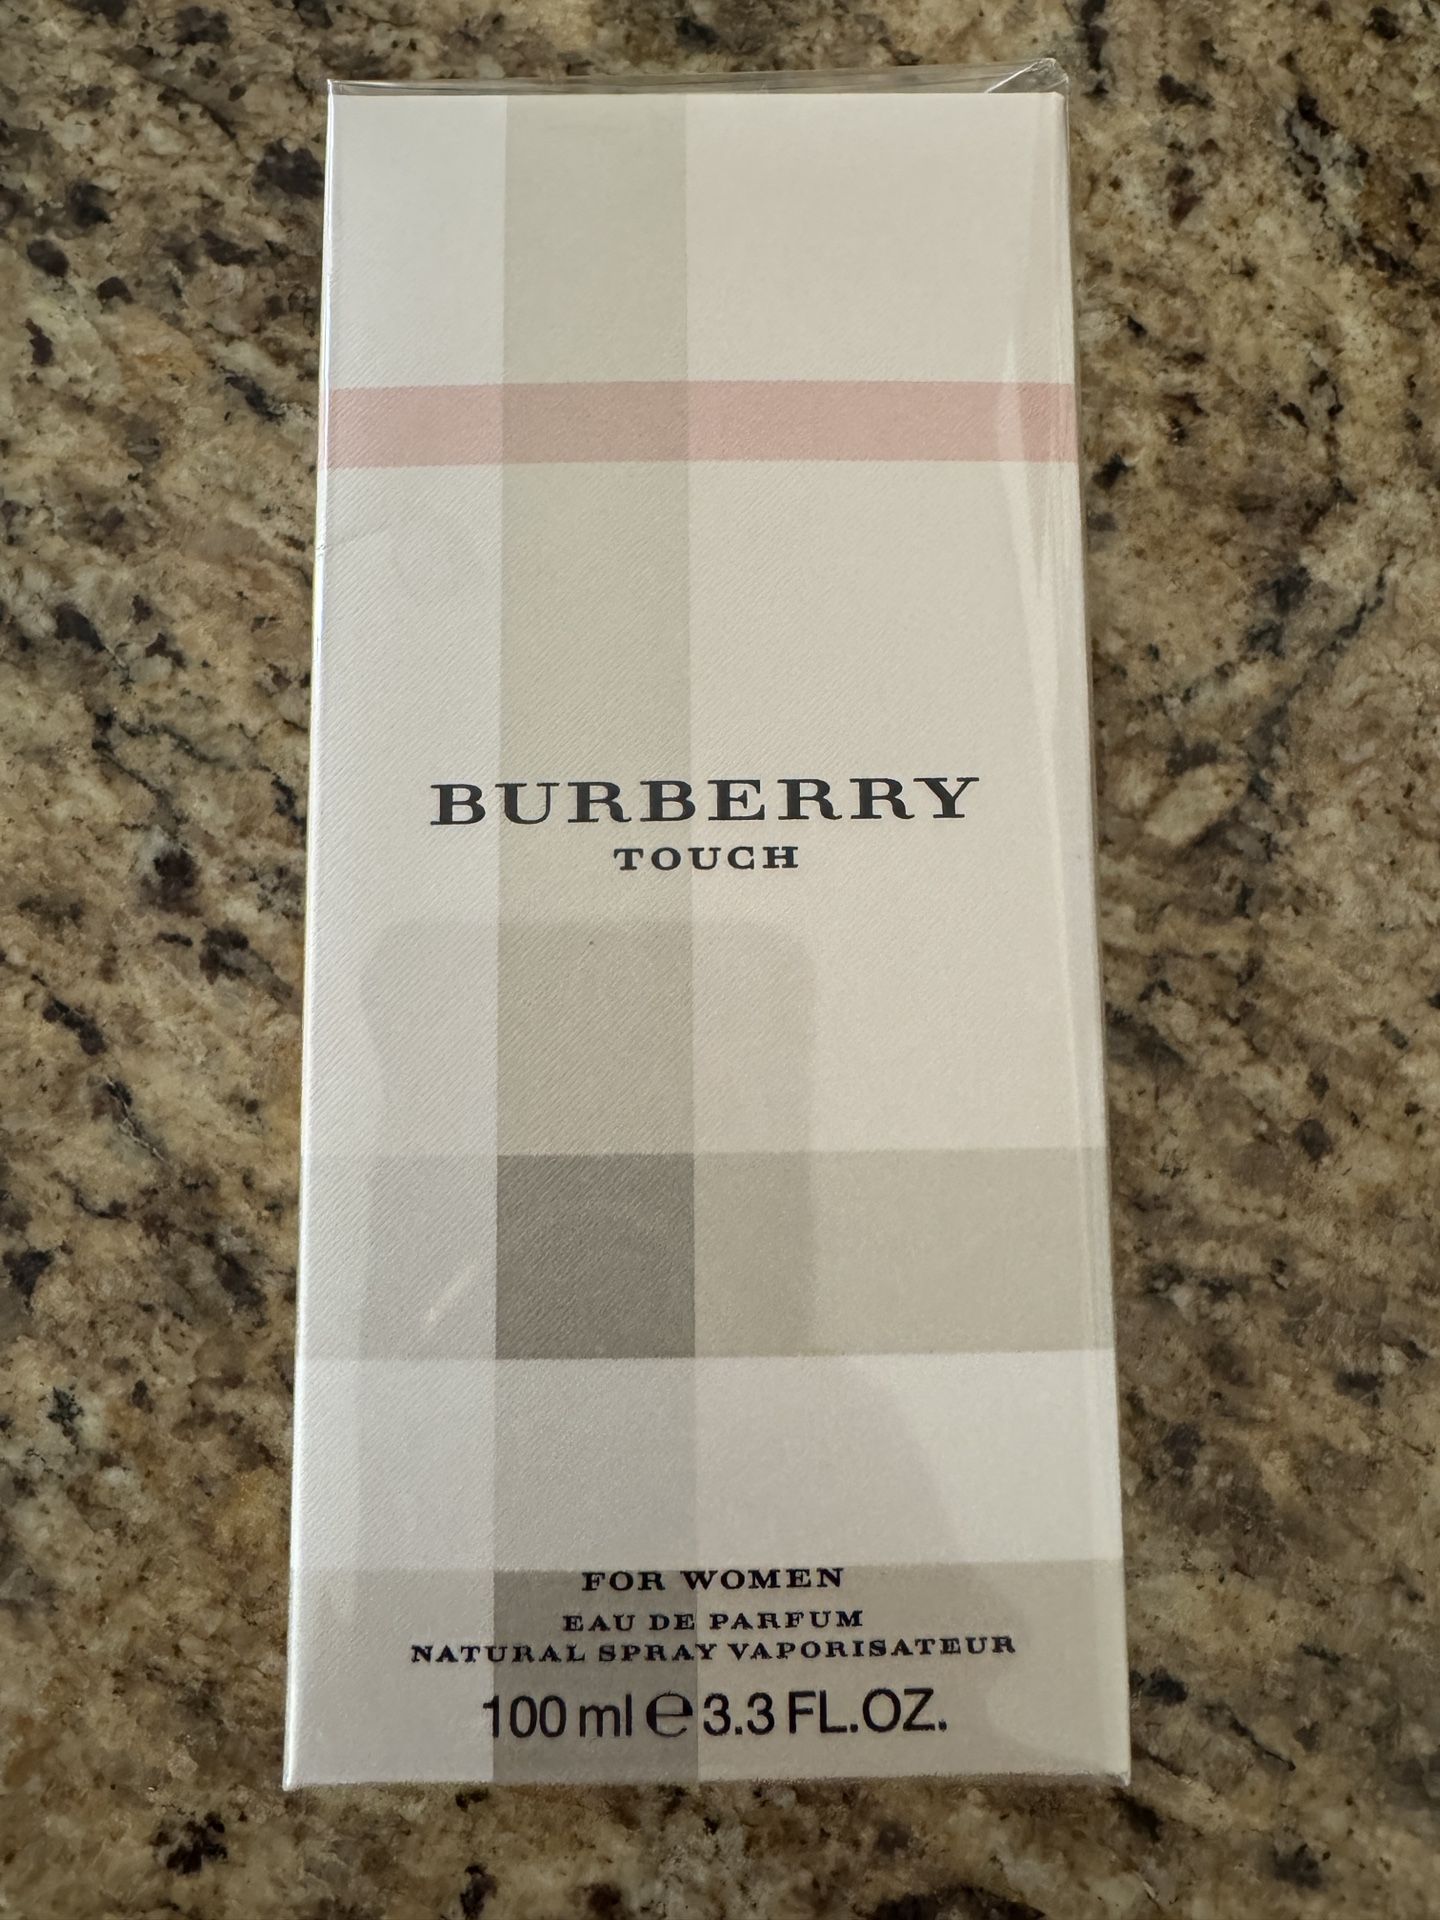 BURBERRY
TOUCH
FOR WOMEN
EAU DE PARFUM
NATURAL SPRAY VAPORISATEUR
100 ml ℮ 3.3 FL.OZ.